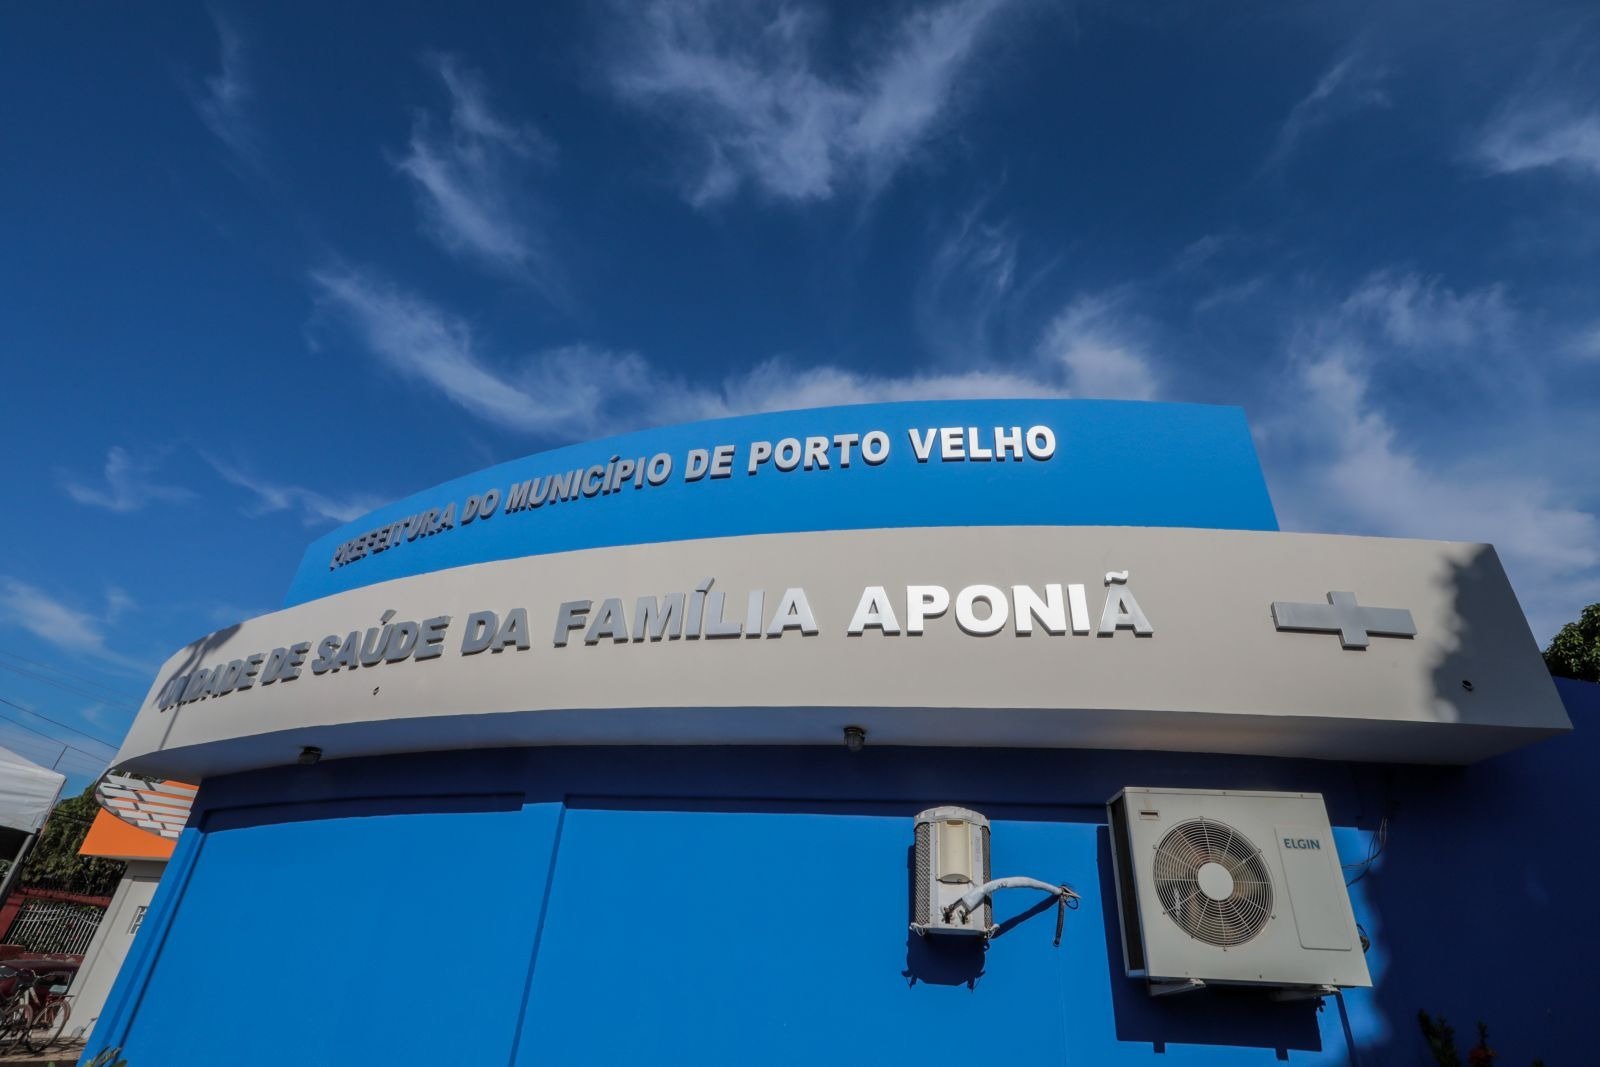 PREFEITURA DO MUNICÍPIO DE PORTO VELHO
UNIDADE DE SAÚDE DA FAMÍLIA APONIÃ
ELGIN